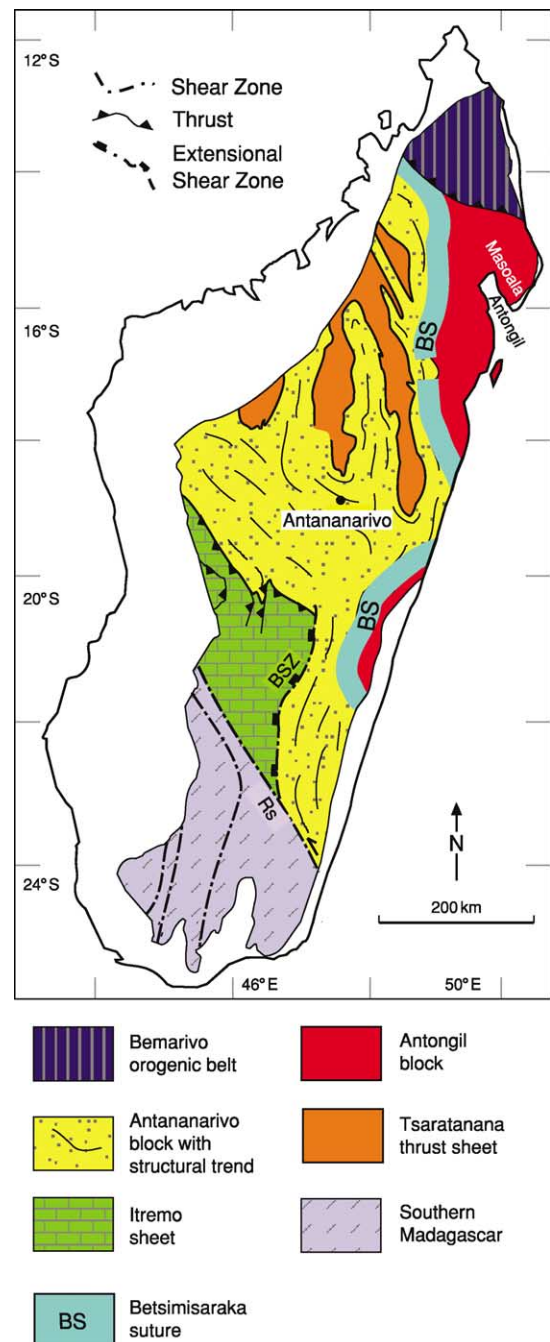 12°S
Shear Zone
Thrust
Extensional
Shear Zone
Masoala
Antongil
16°S
BS
Antananarivo
20°S
BS
BSZ
Rs
24°S
N
200 km
46°E
50°E
Bemarivo
orogenic belt
Antongil
block
Antananarivo
block with
structural trend
Tsaratanana
thrust sheet
Itremo
sheet
Southern
Madagascar
BS
Betsimisaraka
suture